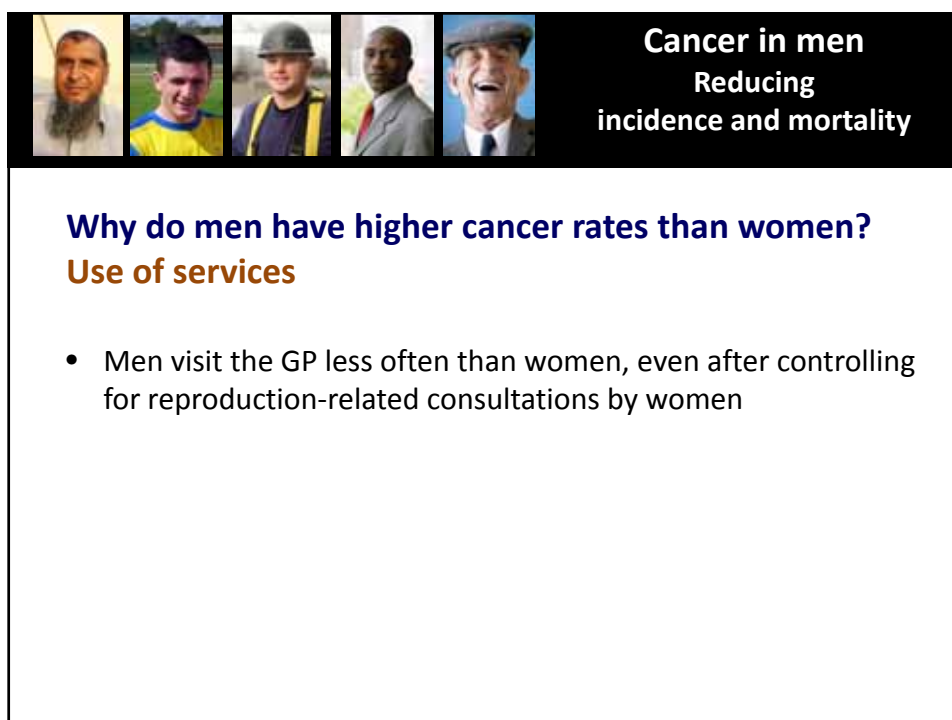 Cancer in men
Reducing
incidence and mortality
Why do men have higher cancer rates than women?
Use of services
• Men visit the GP less often than women, even after controlling
for reproduction-related consultations by women